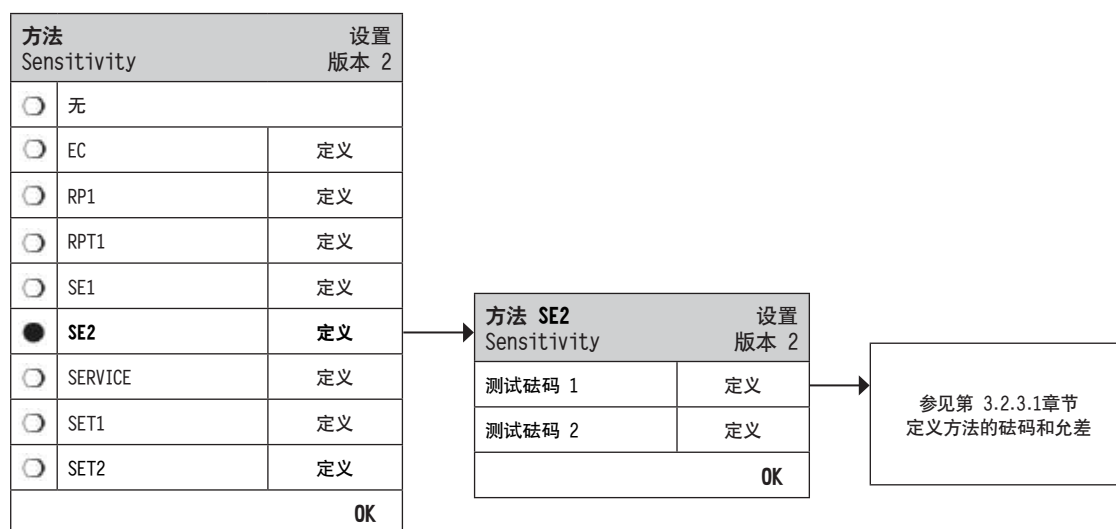 方法 设置
Sensitivity 版本 2
无
EC 定义
RP1 定义
RPT1 定义
SE1 定义
SE2 定义
SERVICE 定义
SET1 定义
SET2 定义
OK
方法 SE2 设置
Sensitivity 版本 2
测试砝码 1 定义
测试砝码 2 定义
OK
参见第 3.2.3.1章节
定义方法的砝码和允差